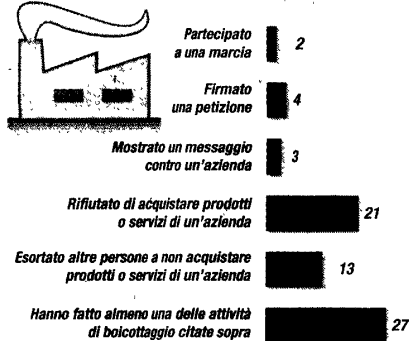 Partecipato
a una marcia
2
Firmato
una petizione
4
Mostrato un messaggio
contro un'azienda
3
Rifiutato di acquistare prodotti
o servizi di un'azienda
21
Esortato altre persone a non acquistare
prodotti o servizi di un'azienda
13
Hanno fatto almeno una delle attività
di boicottaggio citate sopra
27